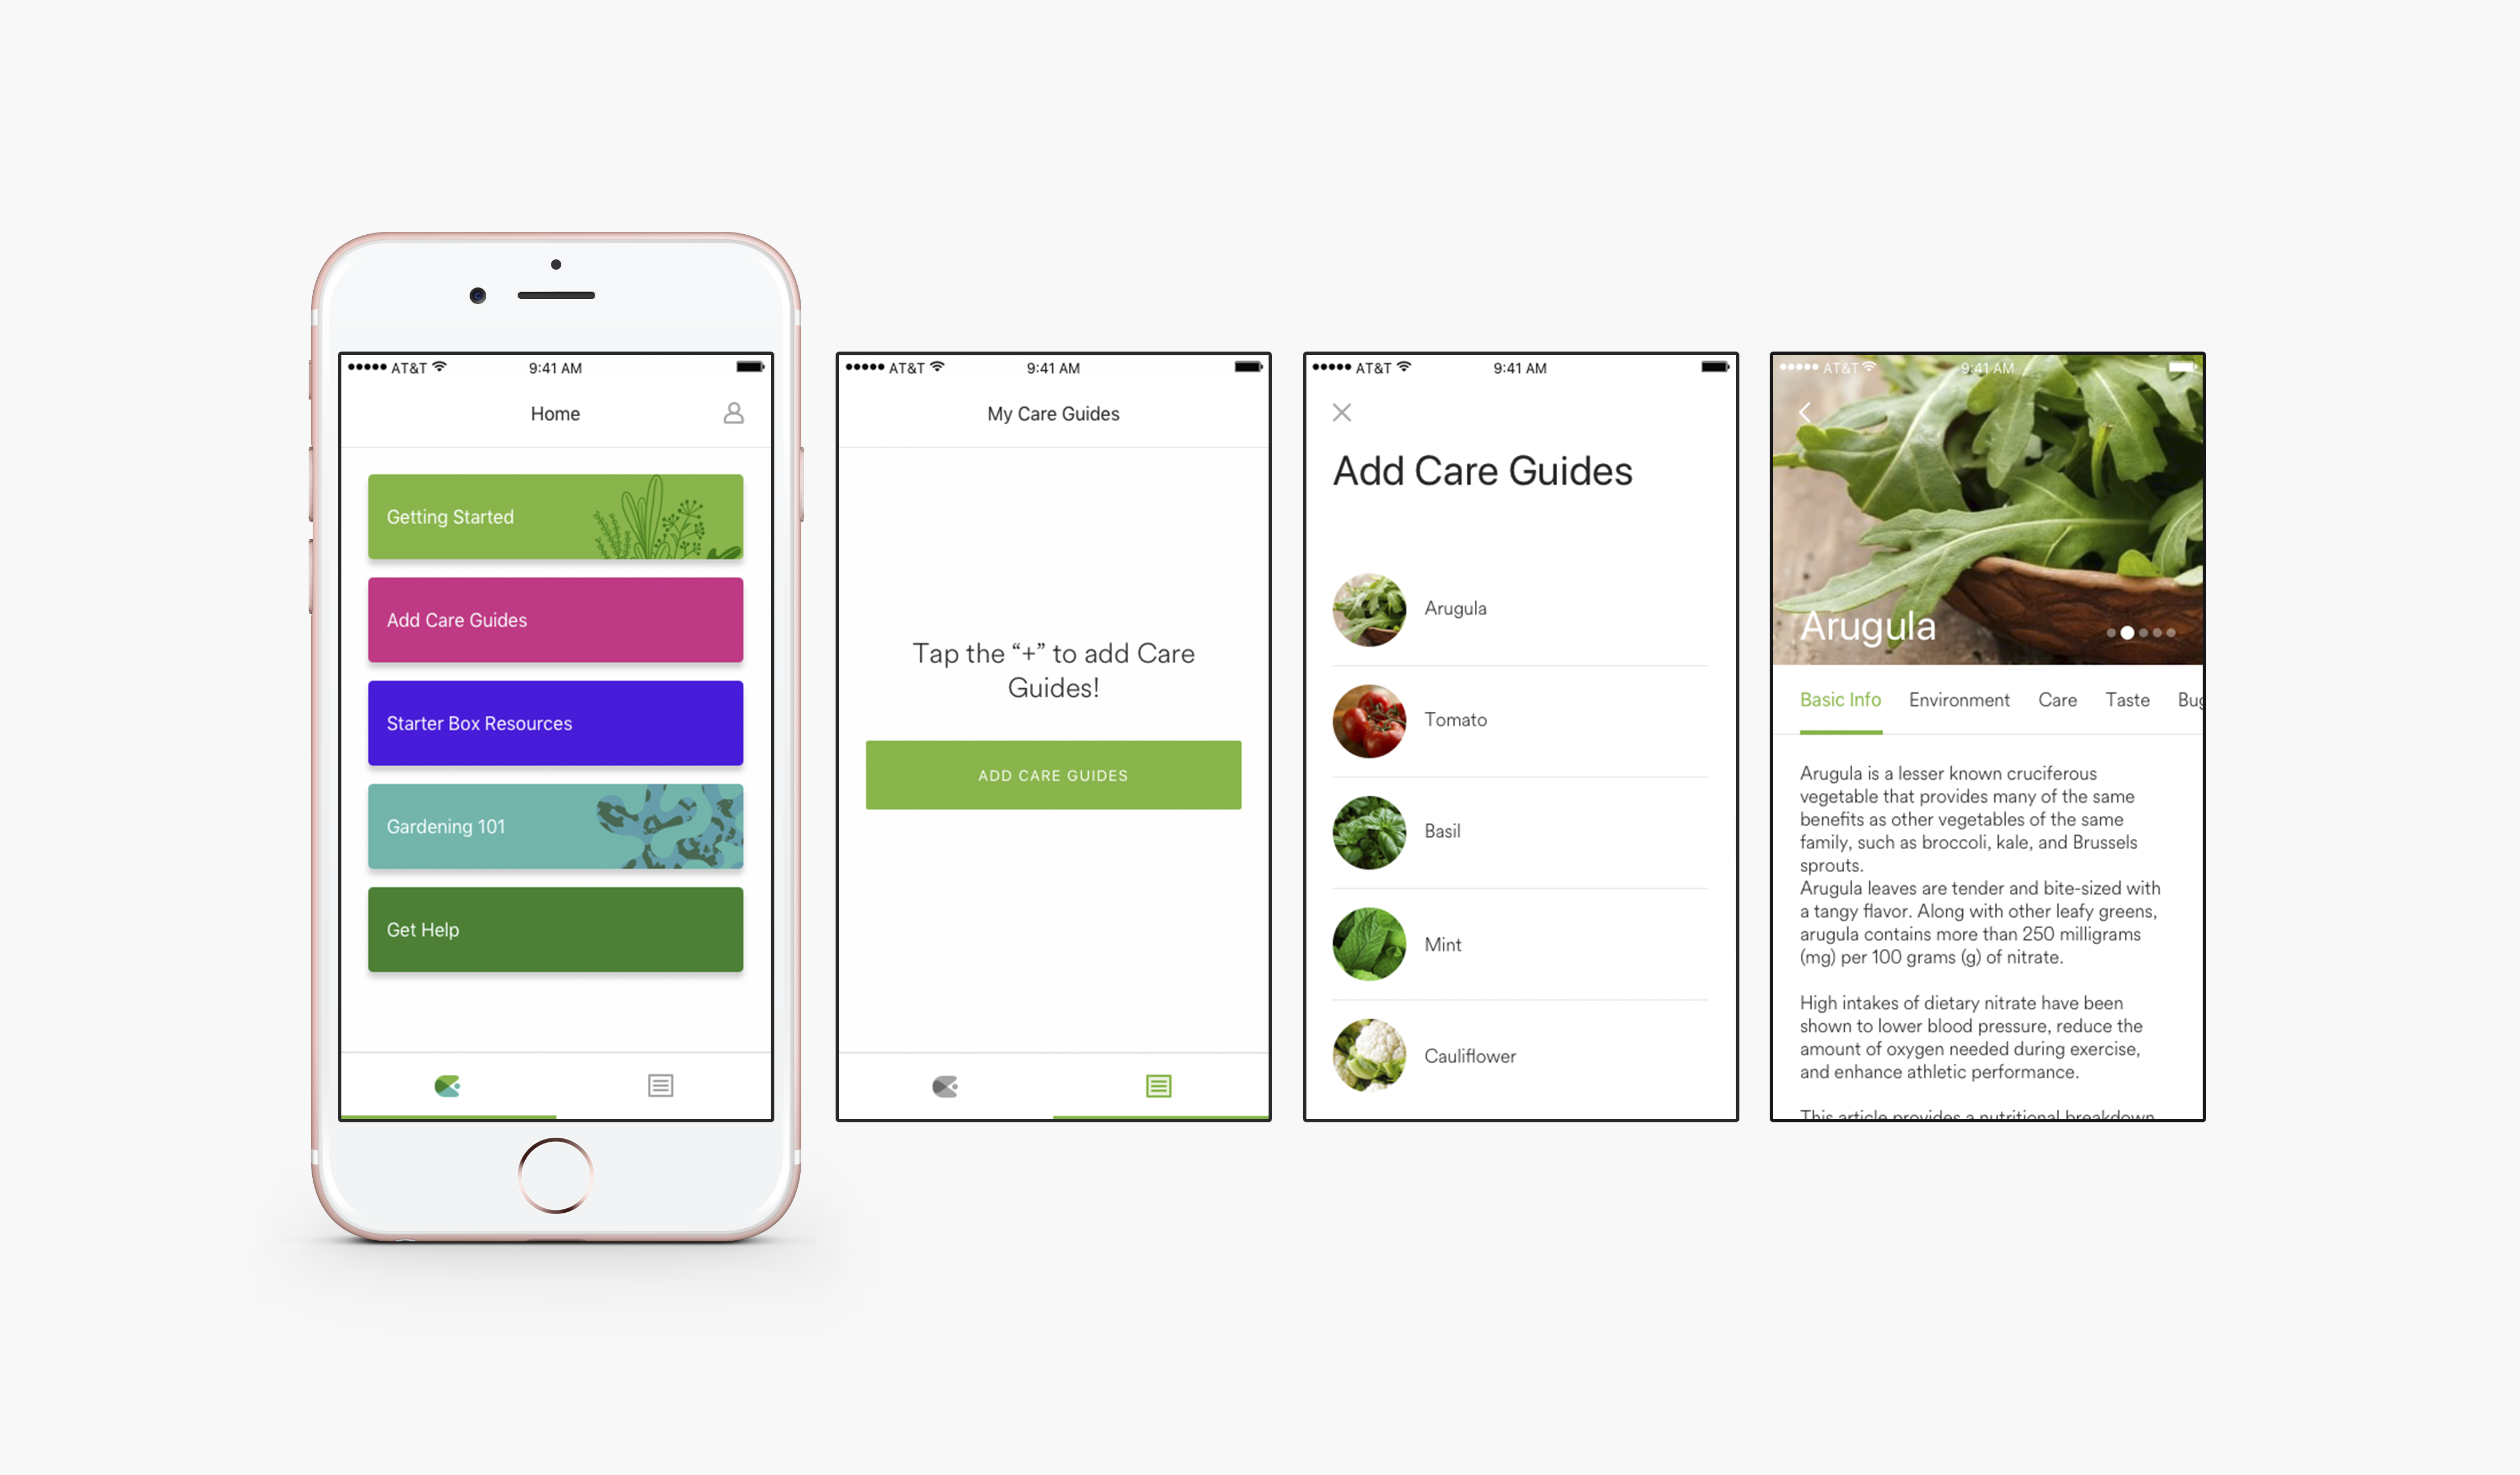 AT&T 9:41 AM
Home
Getting Started
Add Care Guides
Starter Box Resources
Gardening 101
Get Help
AT&T 9:41 AM
My Care Guides
Tap the “+” to add Care
Guides!
ADD CARE GUIDES
AT&T 9:41 AM
Add Care Guides
Arugula
Tomato
Basil
Mint
Cauliflower
AT&T 9:41 AM
Arugula
Basic Info Environment Care Taste
Arugula is a lesser known cruciferous
vegetable that provides many of the same
benefits as other vegetables of the same
family, such as broccoli, kale, and Brussels
sprouts.
Arugula leaves are tender and bite-sized with
a tangy flavor. Along with other leafy greens,
arugula contains more than 250 milligrams
(mg) per 100 grams (g) of nitrate.
High intakes of dietary nitrate have been
shown to lower blood pressure, reduce the
amount of oxygen needed during exercise,
and enhance athletic performance.
This article provides a nutritional breakdown